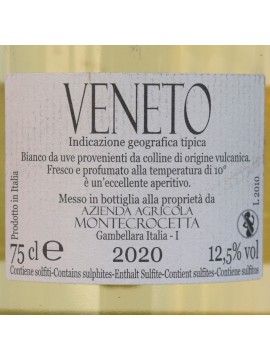 VENETO
Indicazione geografica tipica
Bianco da uve provenienti da colline di origine vulcanica.
Fresco e profumato alla temperatura di 10°
è un'eccellente aperitivo.
Messo in bottiglia alla proprietà da
AZIENDA AGRICOLA
MONTECROCETTA
Gambellara Italia - I
75 cl e 2020 12,5% vol
Contiene solfiti-Contains sulphites-Enthalt Sulfite-Contient sulfites-Contiene sulfitos
Prodotto in Italia
L 2010